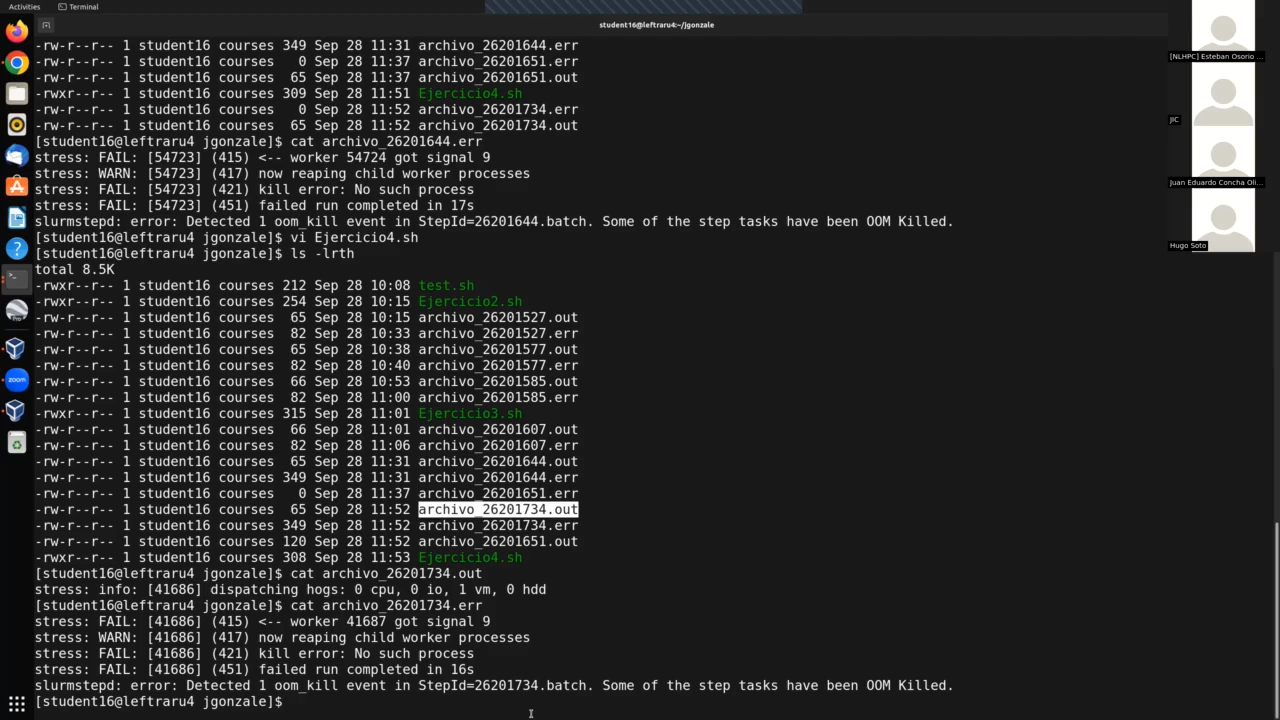 Activities
Terminal
student16@leftraru4:~/jgonzale
-rw-r--r-- 1 student16 courses 349 Sep 28 11:31 archivo_26201644.err
-rw-r--r-- 1 student16 courses   0 Sep 28 11:37 archivo_26201651.err
-rw-r--r-- 1 student16 courses  65 Sep 28 11:37 archivo_26201651.out
-rwxr--r-- 1 student16 courses 309 Sep 28 11:51 Ejercicio4.sh
-rw-r--r-- 1 student16 courses   0 Sep 28 11:52 archivo_26201734.err
-rw-r--r-- 1 student16 courses  65 Sep 28 11:52 archivo_26201734.out
[student16@leftraru4 jgonzale]$ cat archivo_26201644.err
stress: FAIL: [54723] (415) <-- worker 54724 got signal 9
stress: WARN: [54723] (417) now reaping child worker processes
stress: FAIL: [54723] (421) kill error: No such process
stress: FAIL: [54723] (451) failed run completed in 17s
slurmstepd: error: Detected 1 oom_kill event in StepId=26201644.batch. Some of the step tasks have been OOM Killed.
[student16@leftraru4 jgonzale]$ vi Ejercicio4.sh
[student16@leftraru4 jgonzale]$ ls -lrth
total 8.5K
-rwxr--r-- 1 student16 courses 212 Sep 28 10:08 test.sh
-rwxr--r-- 1 student16 courses 254 Sep 28 10:15 Ejercicio2.sh
-rw-r--r-- 1 student16 courses  65 Sep 28 10:15 archivo_26201527.out
-rw-r--r-- 1 student16 courses  82 Sep 28 10:33 archivo_26201527.err
-rw-r--r-- 1 student16 courses  65 Sep 28 10:38 archivo_26201577.out
-rw-r--r-- 1 student16 courses  82 Sep 28 10:40 archivo_26201577.err
-rw-r--r-- 1 student16 courses  66 Sep 28 10:53 archivo_26201585.out
-rw-r--r-- 1 student16 courses  82 Sep 28 11:00 archivo_26201585.err
-rwxr--r-- 1 student16 courses 315 Sep 28 11:01 Ejercicio3.sh
-rw-r--r-- 1 student16 courses  66 Sep 28 11:01 archivo_26201607.out
-rw-r--r-- 1 student16 courses  82 Sep 28 11:06 archivo_26201607.err
-rw-r--r-- 1 student16 courses  65 Sep 28 11:31 archivo_26201644.out
-rw-r--r-- 1 student16 courses 349 Sep 28 11:31 archivo_26201644.err
-rw-r--r-- 1 student16 courses   0 Sep 28 11:37 archivo_26201651.err
-rw-r--r-- 1 student16 courses  65 Sep 28 11:52 archivo_26201734.out
-rw-r--r-- 1 student16 courses 349 Sep 28 11:52 archivo_26201734.err
-rw-r--r-- 1 student16 courses 120 Sep 28 11:52 archivo_26201651.out
-rwxr--r-- 1 student16 courses 308 Sep 28 11:53 Ejercicio4.sh
[student16@leftraru4 jgonzale]$ cat archivo_26201734.out
stress: info: [41686] dispatching hogs: 0 cpu, 0 io, 1 vm, 0 hdd
[student16@leftraru4 jgonzale]$ cat archivo_26201734.err
stress: FAIL: [41686] (415) <-- worker 41687 got signal 9
stress: WARN: [41686] (417) now reaping child worker processes
stress: FAIL: [41686] (421) kill error: No such process
stress: FAIL: [41686] (451) failed run completed in 16s
slurmstepd: error: Detected 1 oom_kill event in StepId=26201734.batch. Some of the step tasks have been OOM Killed.
[student16@leftraru4 jgonzale]$
[NLHPC] Esteban Osorio ...
JIC
Juan Eduardo Concha Oli...
Hugo Soto
Pro
zoom